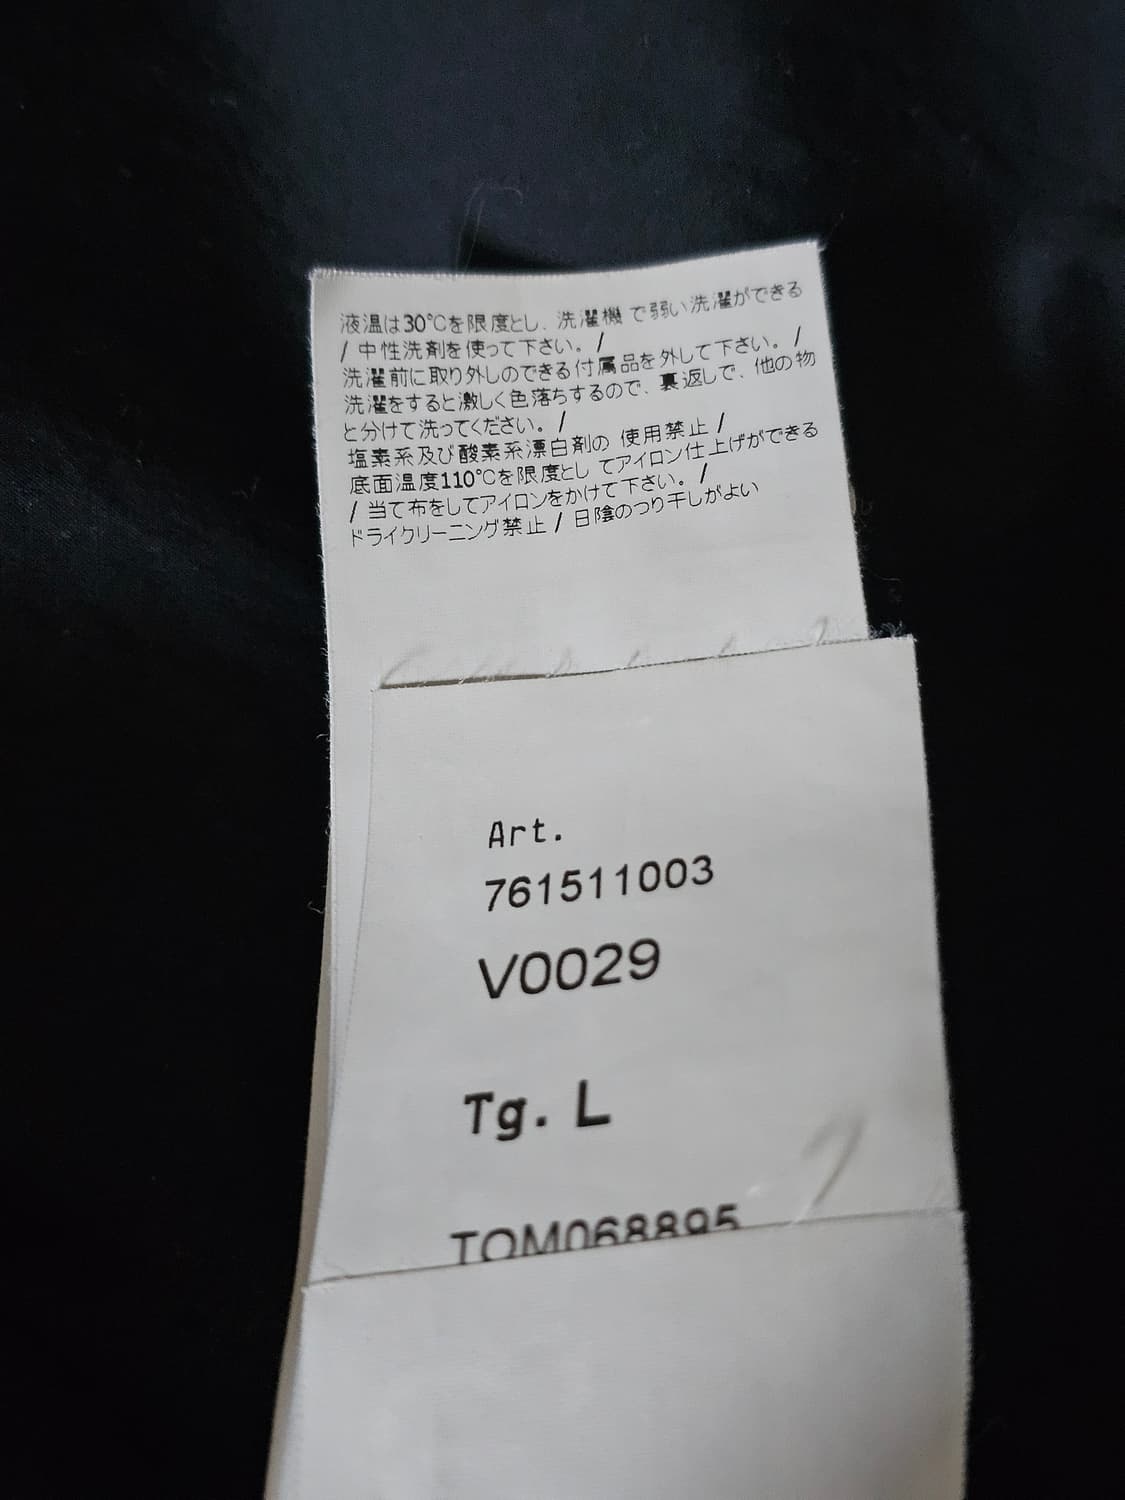 液温は30℃を限度とし、洗濯機 で弱い洗濯ができる
/ 中性洗剤を使って下さい。 /
洗濯前に取り外しのできる付属品を外して下さい。 /
洗濯をすると激しく色落ちするので、裏返しで、他の物
と分けて洗ってください。 /
塩素系及び酸素系漂白剤の 使用禁止 /
底面温度110℃を限度とし てアイロン仕上げができる
/ 当て布をしてアイロンをかけて下さい。 /
ドライクリーニング禁止 / 日陰のつり干しがよい
Art.
761511003
V0029
Tg. L
TOM068895